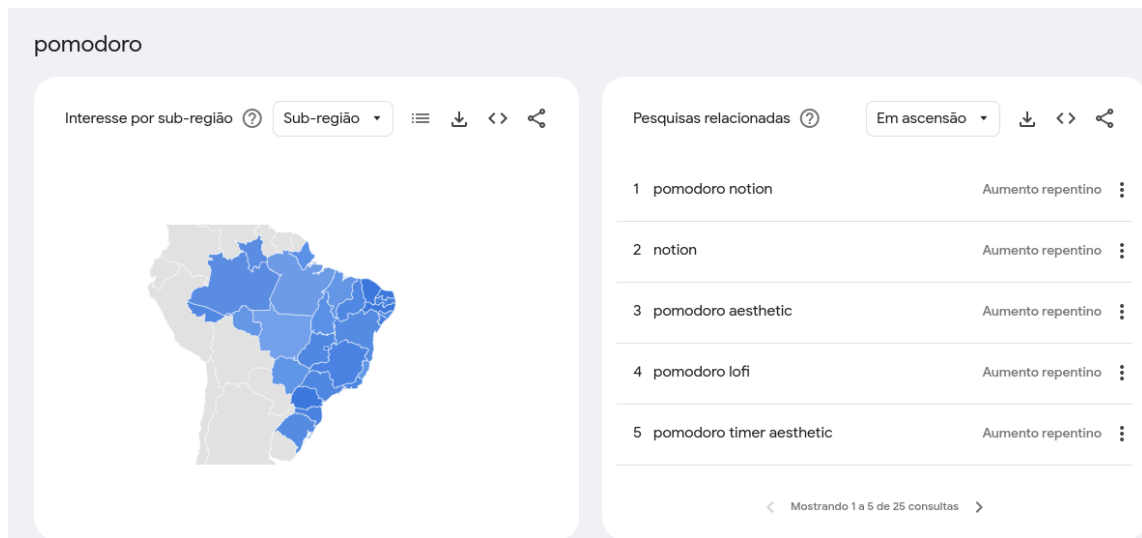 pomodoro
Interesse por sub-região
Sub-região
Pesquisas relacionadas
Em ascensão
1 pomodoro notion Aumento repentino
2 notion Aumento repentino
3 pomodoro aesthetic Aumento repentino
4 pomodoro lofi Aumento repentino
5 pomodoro timer aesthetic Aumento repentino
Mostrando 1 a 5 de 25 consultas